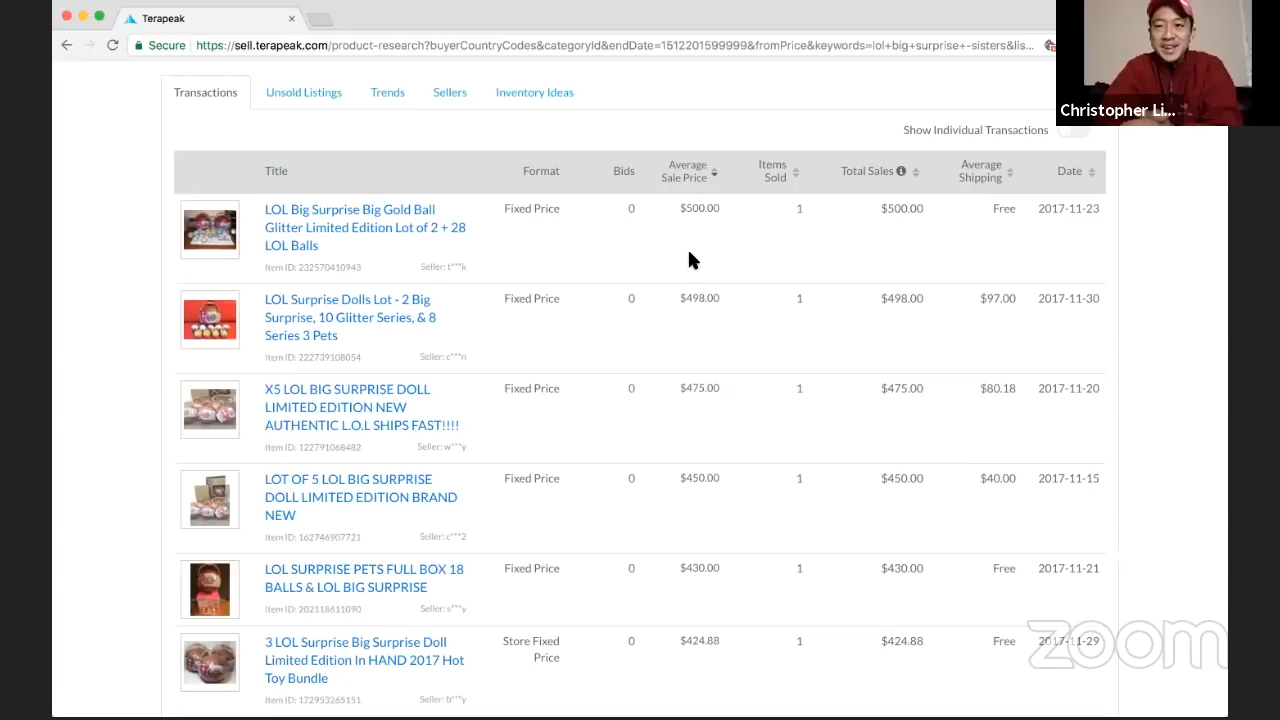 Terapeak
Secure https://sell.terapeak.com/product-research?buyerCountryCodes&categoryId&endDate=1512201599999&fromPrice&keywords=lol+big+surprise+-sisters&lis...
Christopher Li...
Transactions Unsold Listings Trends Sellers Inventory Ideas
Show Individual Transactions
Title Format Bids Average Sale Price Items Sold Total Sales Average Shipping Date
LOL Big Surprise Big Gold Ball Fixed Price 0 $500.00 1 $500.00 Free 2017-11-23
Glitter Limited Edition Lot of 2 + 28
LOL Balls
Item ID: 232570410943 Seller: t***k
LOL Surprise Dolls Lot - 2 Big Fixed Price 0 $498.00 1 $498.00 $97.00 2017-11-30
Surprise, 10 Glitter Series, & 8
Series 3 Pets
Item ID: 222739108054 Seller: c***n
X5 LOL BIG SURPRISE DOLL Fixed Price 0 $475.00 1 $475.00 $80.18 2017-11-20
LIMITED EDITION NEW
AUTHENTIC L.O.L SHIPS FAST!!!!
Item ID: 122791068482 Seller: w***y
LOT OF 5 LOL BIG SURPRISE Fixed Price 0 $450.00 1 $450.00 $40.00 2017-11-15
DOLL LIMITED EDITION BRAND
NEW
Item ID: 162746907721 Seller: c***2
LOL SURPRISE PETS FULL BOX 18 Fixed Price 0 $430.00 1 $430.00 Free 2017-11-21
BALLS & LOL BIG SURPRISE
Item ID: 202118611090 Seller: s***y
3 LOL Surprise Big Surprise Doll Store Fixed Price 0 $424.88 1 $424.88 Free 2017-11-29
Limited Edition In HAND 2017 Hot
Toy Bundle
Item ID: 172953265151 Seller: b***y
zoom